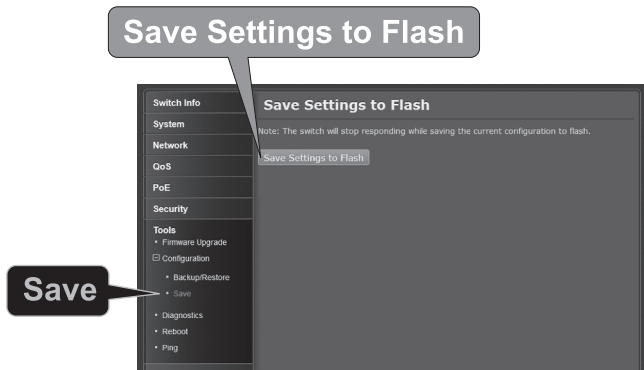 Save Settings to Flash
Switch Info
System
Network
QoS
PoE
Security
Tools
• Firmware Upgrade
Configuration
• Backup/Restore
• Save
• Diagnostics
• Reboot
• Ping
Save Settings to Flash
Note: The switch will stop responding while saving the current configuration to flash.
Save Settings to Flash
Save